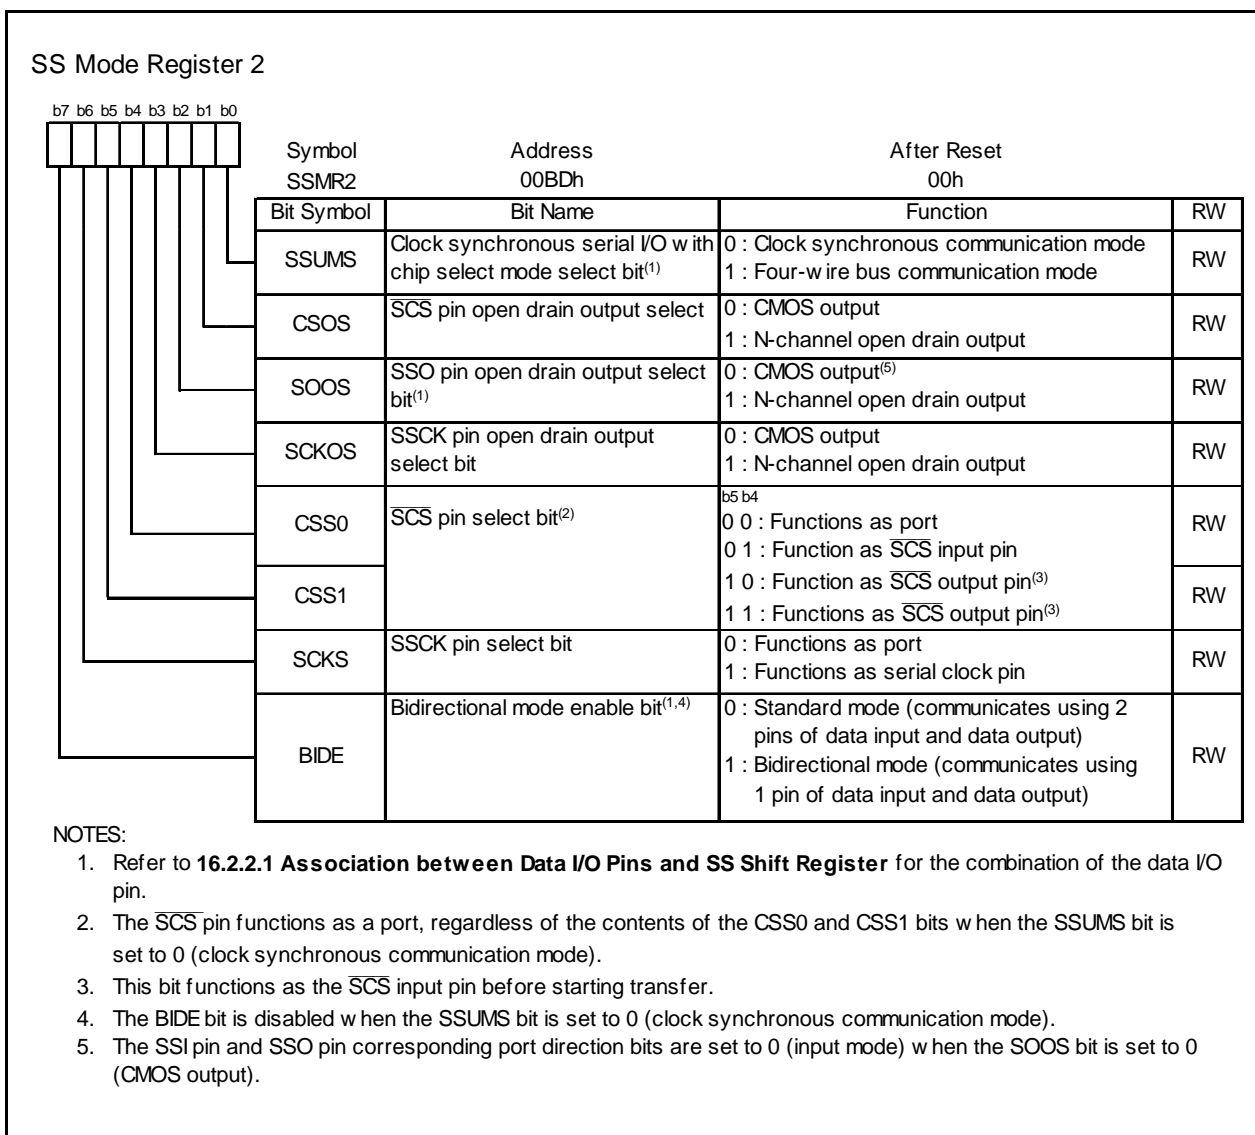 SS Mode Register 2
b7 b6 b5 b4 b3 b2 b1 b0
Symbol Address After Reset
SSMR2 00BDh 00h
Bit Symbol Bit Name Function RW
SSUMS Clock synchronous serial I/O with chip select mode select bit(1) 0 : Clock synchronous communication mode RW
1 : Four-wire bus communication mode
CSOS SCS pin open drain output select 0 : CMOS output RW
1 : N-channel open drain output
SOOS SSO pin open drain output select bit(1) 0 : CMOS output(5) RW
1 : N-channel open drain output
SCKOS SSCK pin open drain output select bit 0 : CMOS output RW
1 : N-channel open drain output
b5 b4
CSS0 SCS pin select bit(2) 0 0 : Functions as port RW
0 1 : Function as SCS input pin
CSS1 1 0 : Function as SCS output pin(3) RW
1 1 : Functions as SCS output pin(3)
SCKS SSCK pin select bit 0 : Functions as port RW
1 : Functions as serial clock pin
BIDE Bidirectional mode enable bit(1,4) 0 : Standard mode (communicates using 2 RW
pins of data input and data output)
1 : Bidirectional mode (communicates using
1 pin of data input and data output)
NOTES:
1. Refer to 16.2.2.1 Association between Data I/O Pins and SS Shift Register for the combination of the data I/O
pin.
2. The SCS pin functions as a port, regardless of the contents of the CSS0 and CSS1 bits when the SSUMS bit is
set to 0 (clock synchronous communication mode).
3. This bit functions as the SCS input pin before starting transfer.
4. The BIDE bit is disabled when the SSUMS bit is set to 0 (clock synchronous communication mode).
5. The SSI pin and SSO pin corresponding port direction bits are set to 0 (input mode) when the SOOS bit is set to 0
(CMOS output).